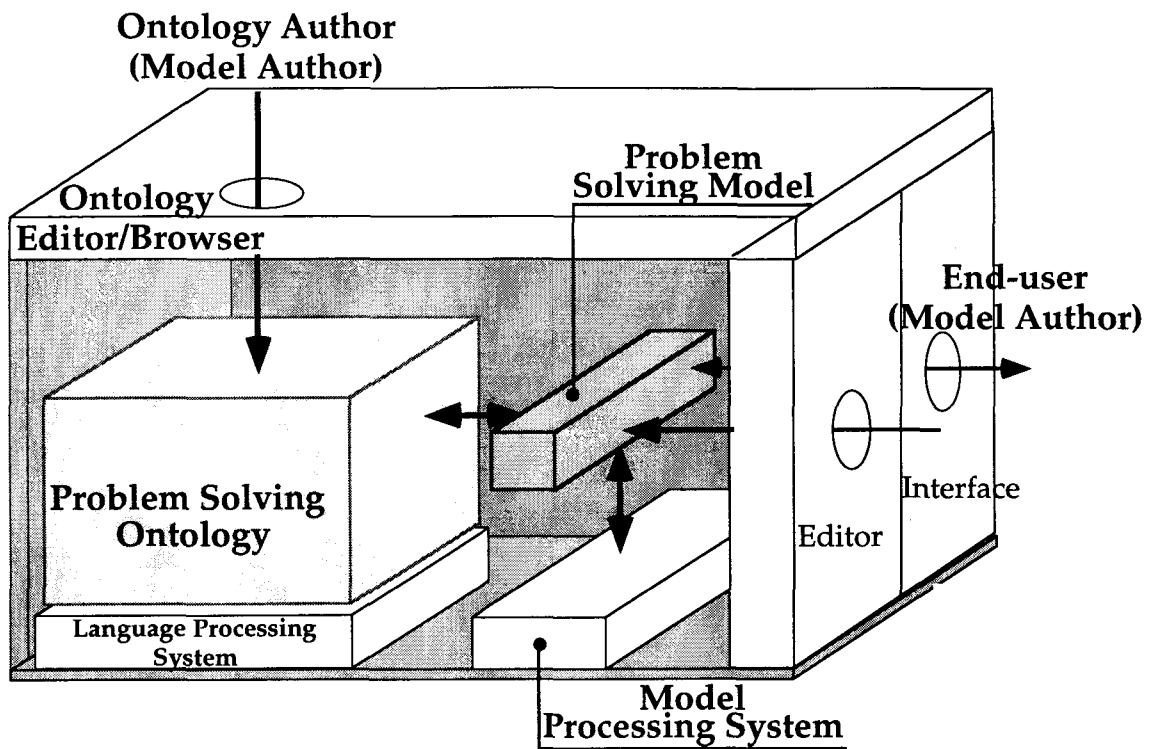 Ontology Author
(Model Author)
Problem
Solving Model
Ontology
Editor/Browser
End-user
(Model Author)
Problem Solving
Ontology
Interface
Editor
Language Processing
System
Model
Processing System